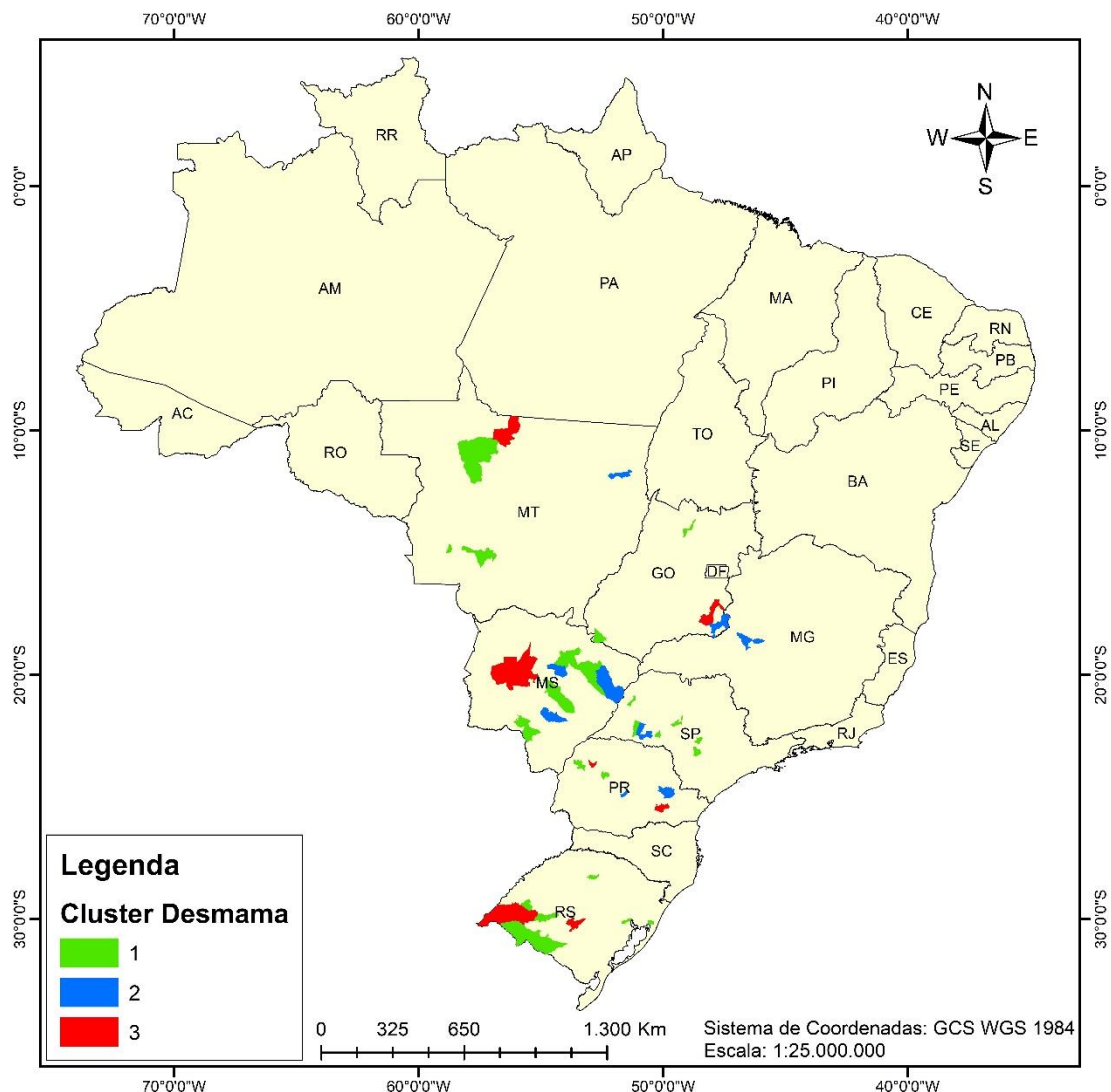 70°0'0"W 60°0'0"W 50°0'0"W 40°0'0"W
N
W E
S
RR
AP
0°0'0" 0°0'0"
AM
PA
MA
CE
RN
PB
PI
PE
AC
AL
TO
SE
10°0'0"S 10°0'0"S
RO
BA
MT
GO
DF
MG
ES
MS
20°0'0"S 20°0'0"S
SP
RJ
PR
SC
RS
30°0'0"S 30°0'0"S
Legenda
Cluster Desmama
1
2
3
0 325 650 1.300 Km
Sistema de Coordenadas: GCS WGS 1984
Escala: 1:25.000.000
70°0'0"W 60°0'0"W 50°0'0"W 40°0'0"W